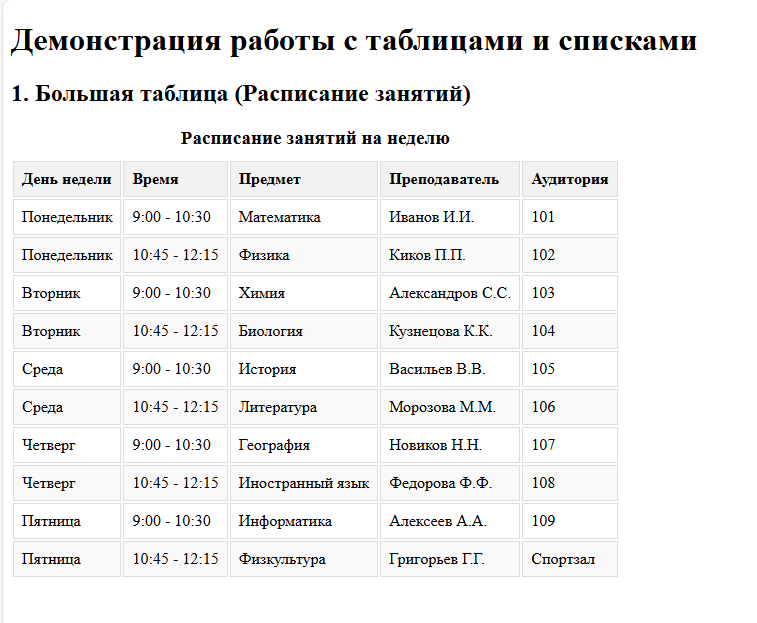 Демонстрация работы с таблицами и списками
1. Большая таблица (Расписание занятий)
Расписание занятий на неделю
День недели Время Предмет Преподаватель Аудитория
Понедельник 9:00 - 10:30 Математика Иванов И.И. 101
Понедельник 10:45 - 12:15 Физика Киков П.П. 102
Вторник 9:00 - 10:30 Химия Александров С.С. 103
Вторник 10:45 - 12:15 Биология Кузнецова К.К. 104
Среда 9:00 - 10:30 История Васильев В.В. 105
Среда 10:45 - 12:15 Литература Морозова М.М. 106
Четверг 9:00 - 10:30 География Новиков Н.Н. 107
Четверг 10:45 - 12:15 Иностранный язык Федорова Ф.Ф. 108
Пятница 9:00 - 10:30 Информатика Алексеев А.А. 109
Пятница 10:45 - 12:15 Физкультура Григорьев Г.Г. Спортзал